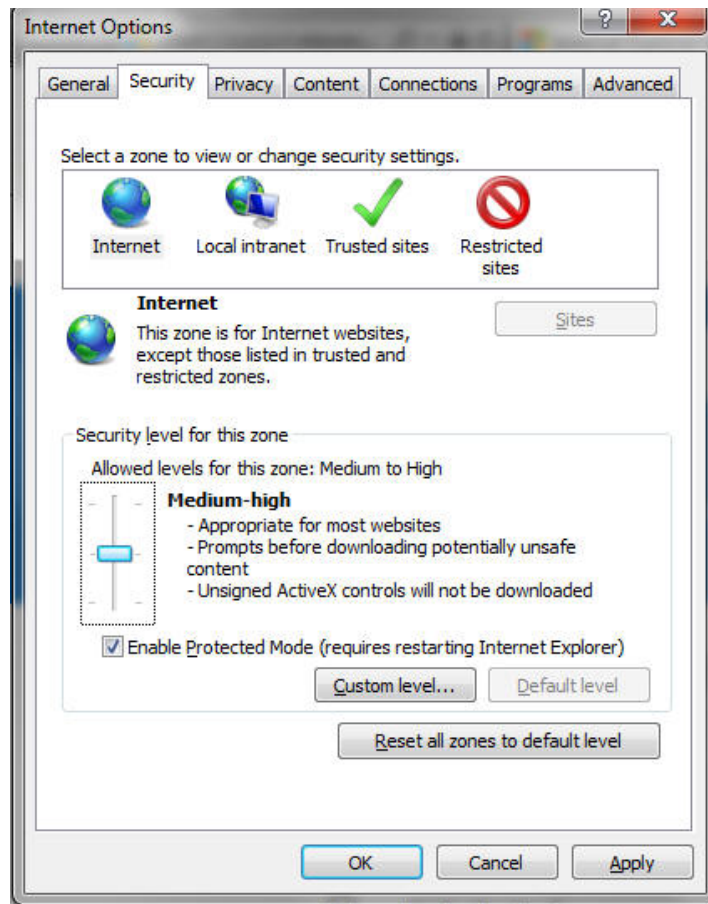 Internet Options
General Security Privacy Content Connections Programs Advanced
Select a zone to view or change security settings.
Internet Local intranet Trusted sites Restricted
sites
Internet
Sites
This zone is for Internet websites,
except those listed in trusted and
restricted zones.
Security level for this zone
Allowed levels for this zone: Medium to High
Medium-high
- Appropriate for most websites
- Prompts before downloading potentially unsafe
content
- Unsigned ActiveX controls will not be downloaded
Enable Protected Mode (requires restarting Internet Explorer)
Custom level... Default level
Reset all zones to default level
OK Cancel Apply